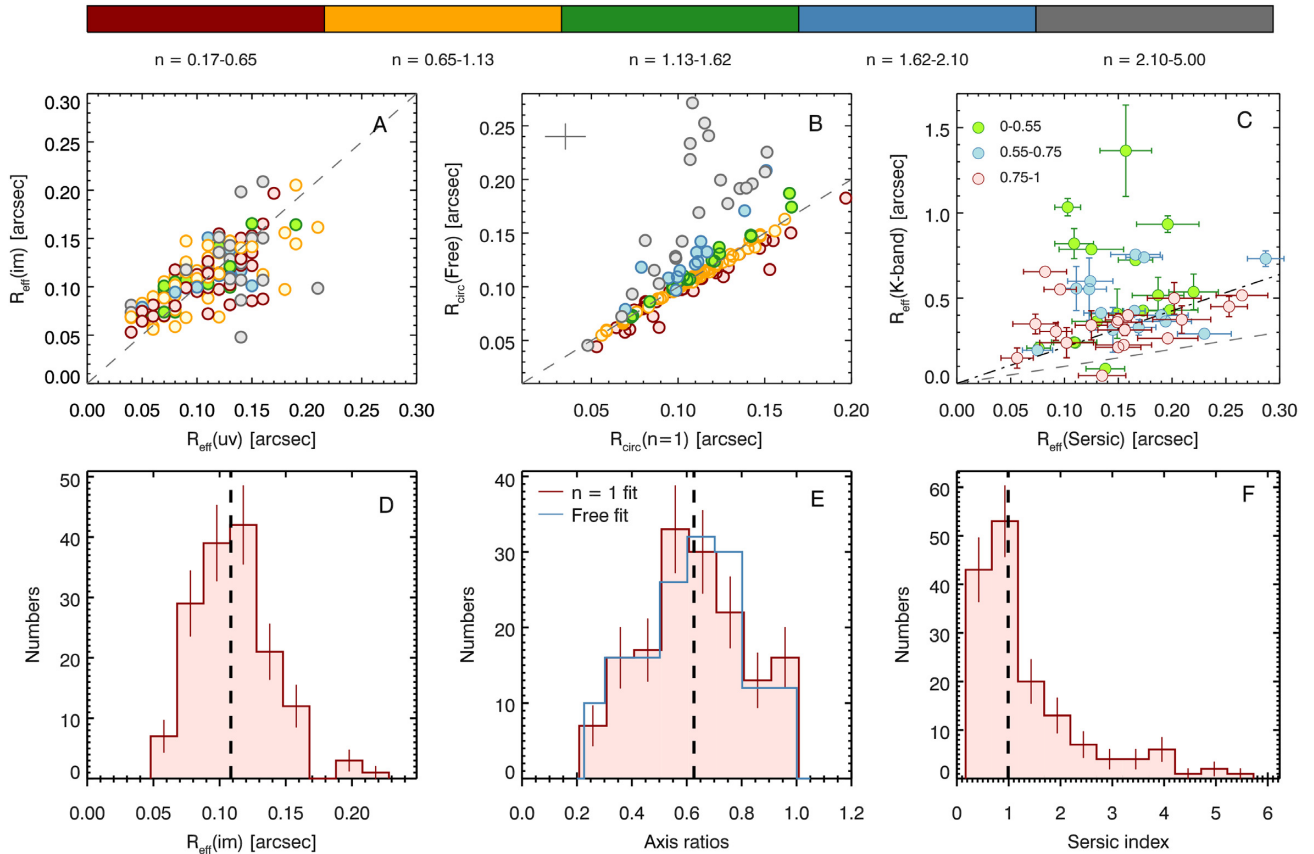 n = 0.17-0.65 n = 0.65-1.13 n = 1.13-1.62 n = 1.62-2.10 n = 2.10-5.00
A
R_eff(im) [arcsec]
0.30
0.20
0.15
0.10
0.05
0.00
0.00 0.05 0.10 0.15 0.20 0.25 0.30
R_eff(uv) [arcsec]
B
R_circ(Free) [arcsec]
0.25
0.20
0.15
0.10
0.05
0.05 0.10 0.15 0.20
R_circ(n=1) [arcsec]
C
0-0.55
0.55-0.75
0.75-1
R_eff(K-band) [arcsec]
1.5
1.0
0.5
0.0
0.00 0.05 0.10 0.15 0.20 0.25 0.30
R_eff(Sersic) [arcsec]
D
Numbers
50
40
30
20
10
0
0.00 0.05 0.10 0.15 0.20
R_eff(im) [arcsec]
E
n = 1 fit
Free fit
Numbers
40
30
20
10
0
0.0 0.2 0.4 0.6 0.8 1.0 1.2
Axis ratios
F
Numbers
60
50
40
30
20
10
0
0 1 2 3 4 5 6
Sersic index